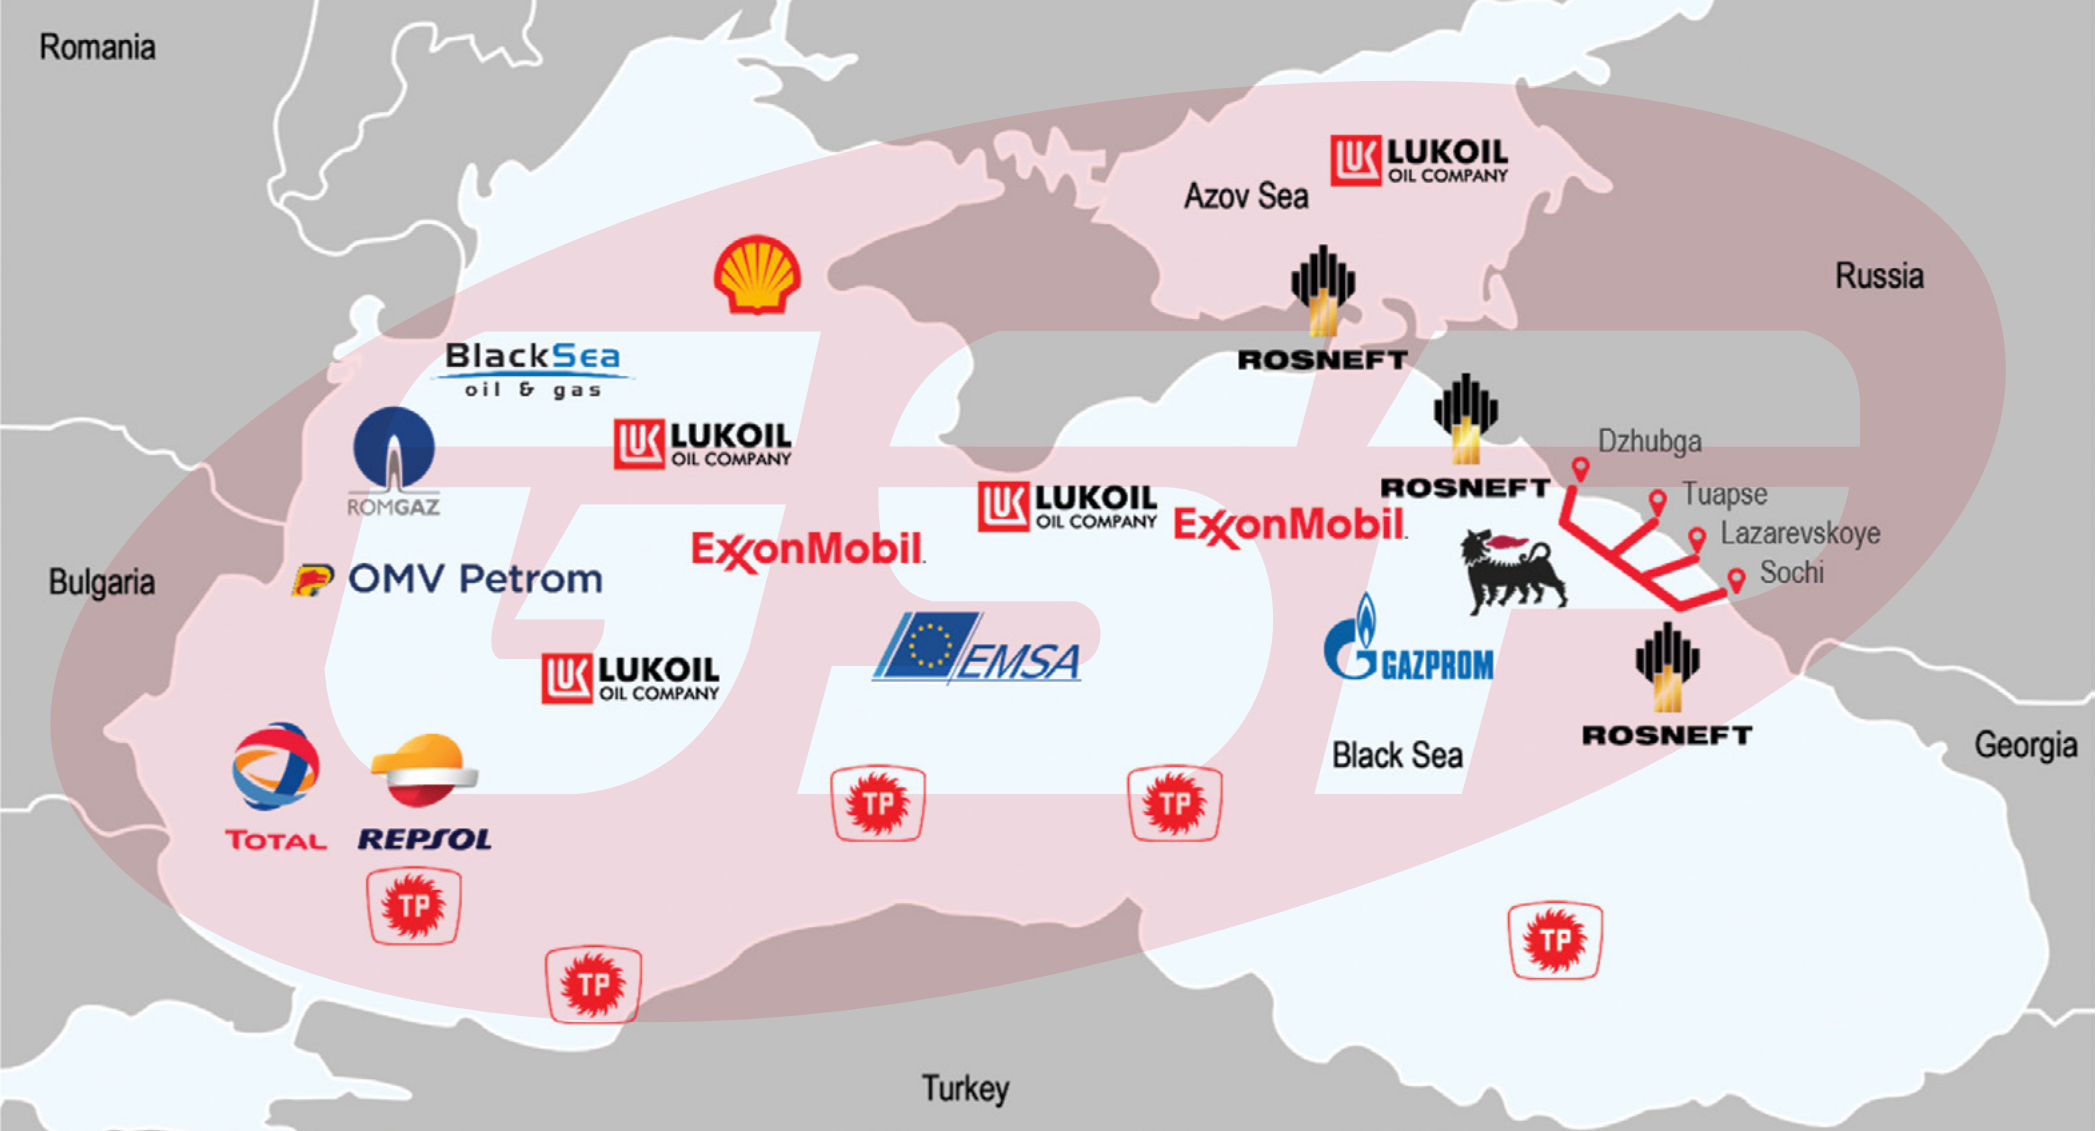 Romania
LUKOIL
OIL COMPANY
Azov Sea
Russia
BlackSea
oil & gas
ROSNEFT
LUKOIL
OIL COMPANY
ROMGAZ
Dzhubga
ROSNEFT
Tuapse
LUKOIL
OIL COMPANY
ExxonMobil
ExxonMobil
Lazarevskoye
Sochi
Bulgaria
OMV Petrom
LUKOIL
OIL COMPANY
EMSA
GAZPROM
ROSNEFT
Black Sea
Georgia
TP
TP
TOTAL
REPSOL
TP
TP
TP
Turkey
GSP